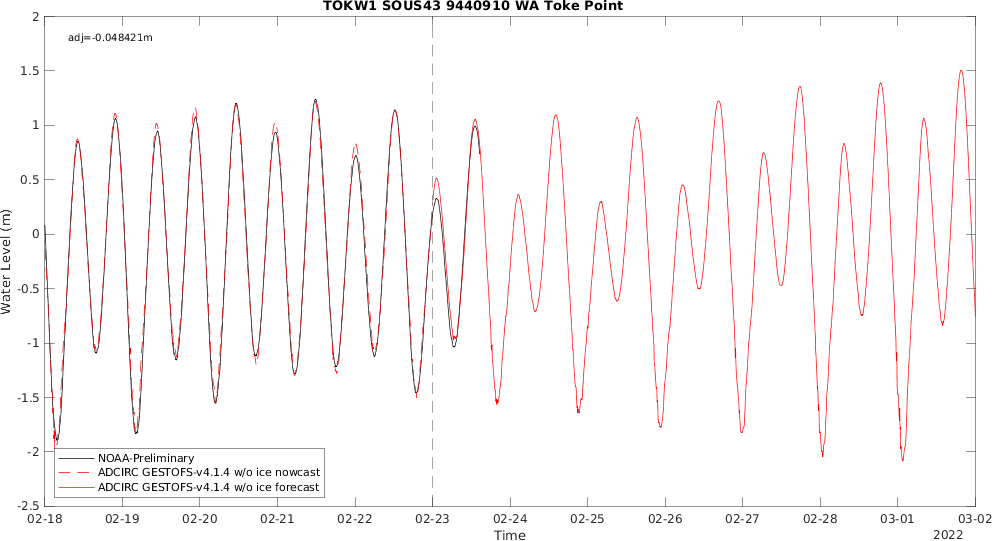 TOKW1 SOUS43 9440910 WA Toke Point
adj=-0.048421m
2
1.5
1
0.5
0
-0.5
-1
-1.5
-2
-2.5
Water Level (m)
NOAA-Preliminary
ADCIRC GESTOFS-v4.1.4 w/o ice nowcast
ADCIRC GESTOFS-v4.1.4 w/o ice forecast
02-18 02-19 02-20 02-21 02-22 02-23 02-24 02-25 02-26 02-27 02-28 03-01 03-02
Time
2022